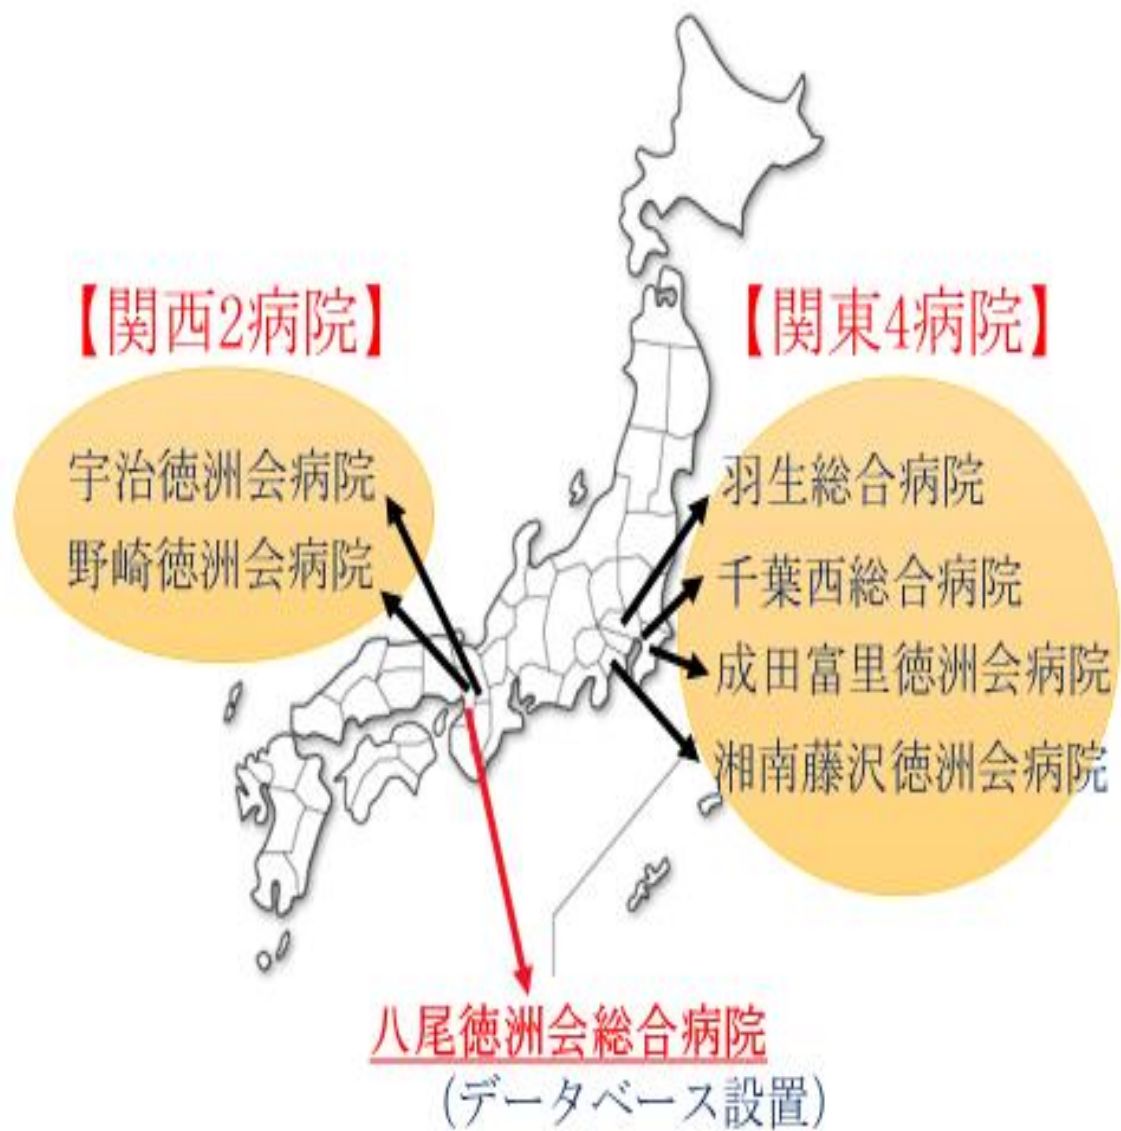 【関西2病院】
宇治徳洲会病院
野崎徳洲会病院
【関東4病院】
羽生総合病院
千葉西総合病院
成田富里徳洲会病院
湘南藤沢徳洲会病院
八尾徳洲会総合病院
(データベース設置)